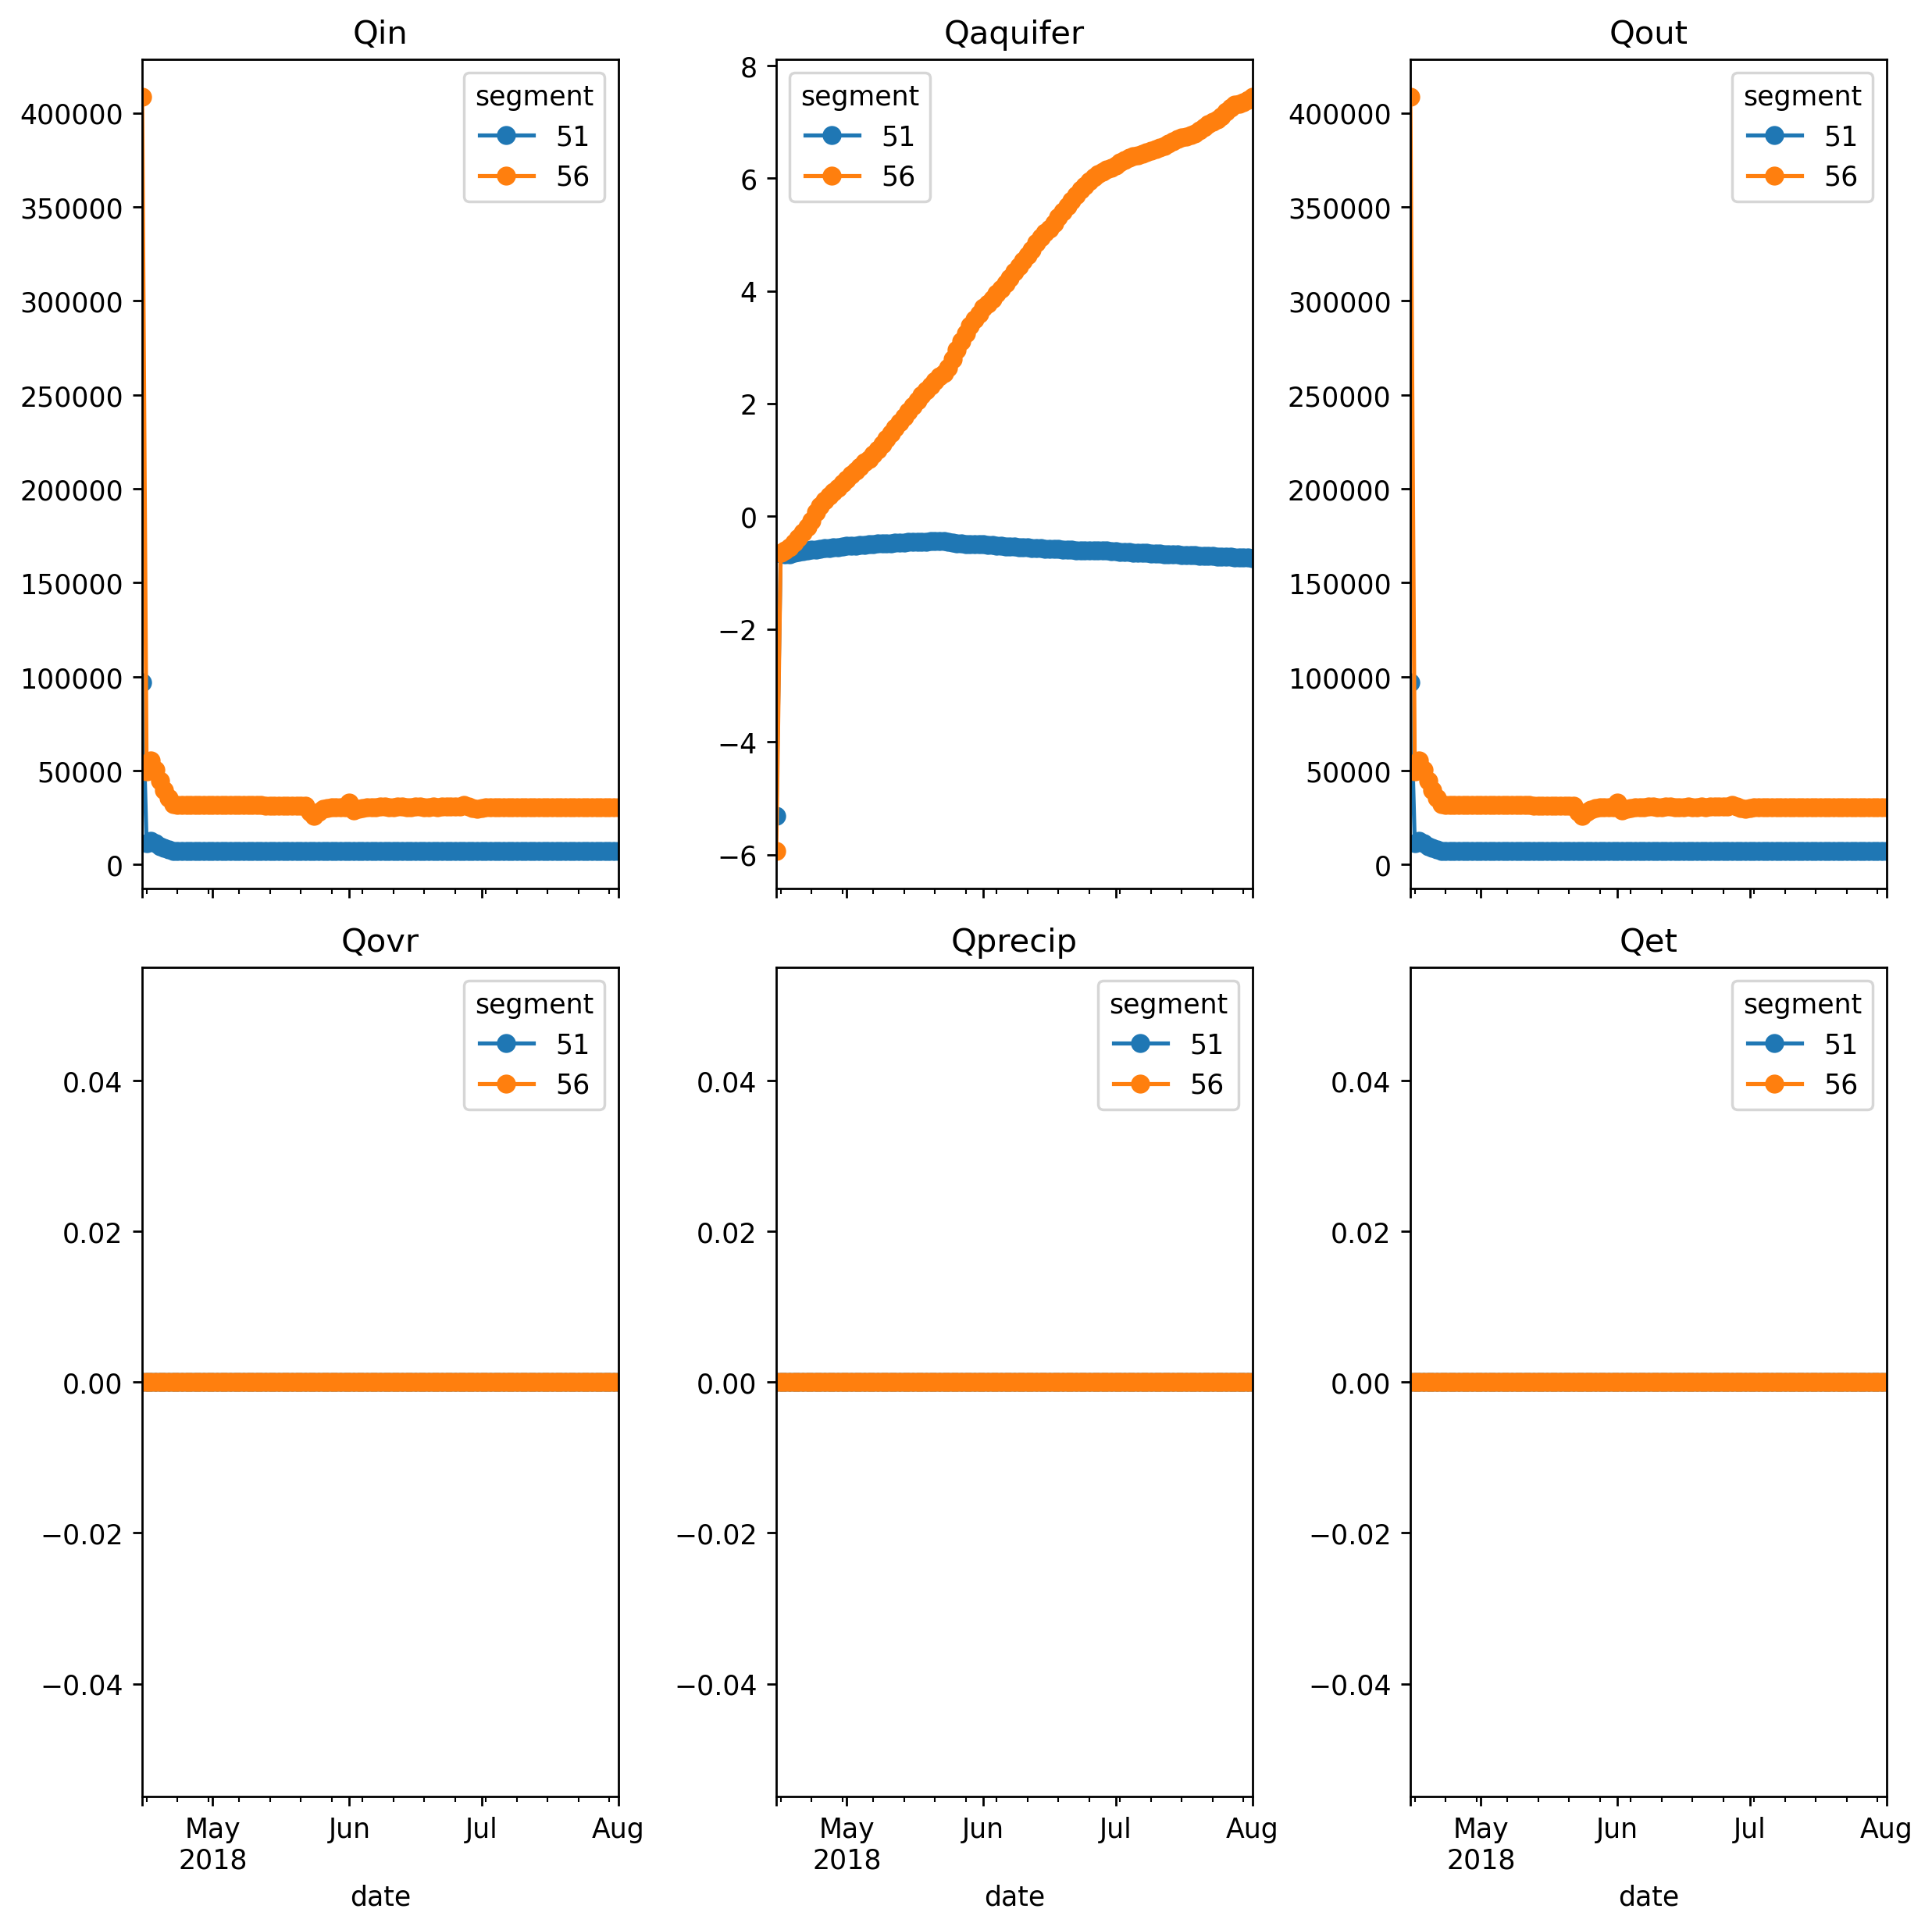 Qin
400000
350000
300000
250000
200000
150000
100000
50000
0
segment
51
56
Qaquifer
8
6
4
2
0
−2
−4
−6
segment
51
56
Qout
400000
350000
300000
250000
200000
150000
100000
50000
0
segment
51
56
Qovr
0.04
0.02
0.00
−0.02
−0.04
segment
51
56
May
2018
Jun
Jul
Aug
date
Qprecip
0.04
0.02
0.00
−0.02
−0.04
segment
51
56
May
2018
Jun
Jul
Aug
date
Qet
0.04
0.02
0.00
−0.02
−0.04
segment
51
56
May
2018
Jun
Jul
Aug
date